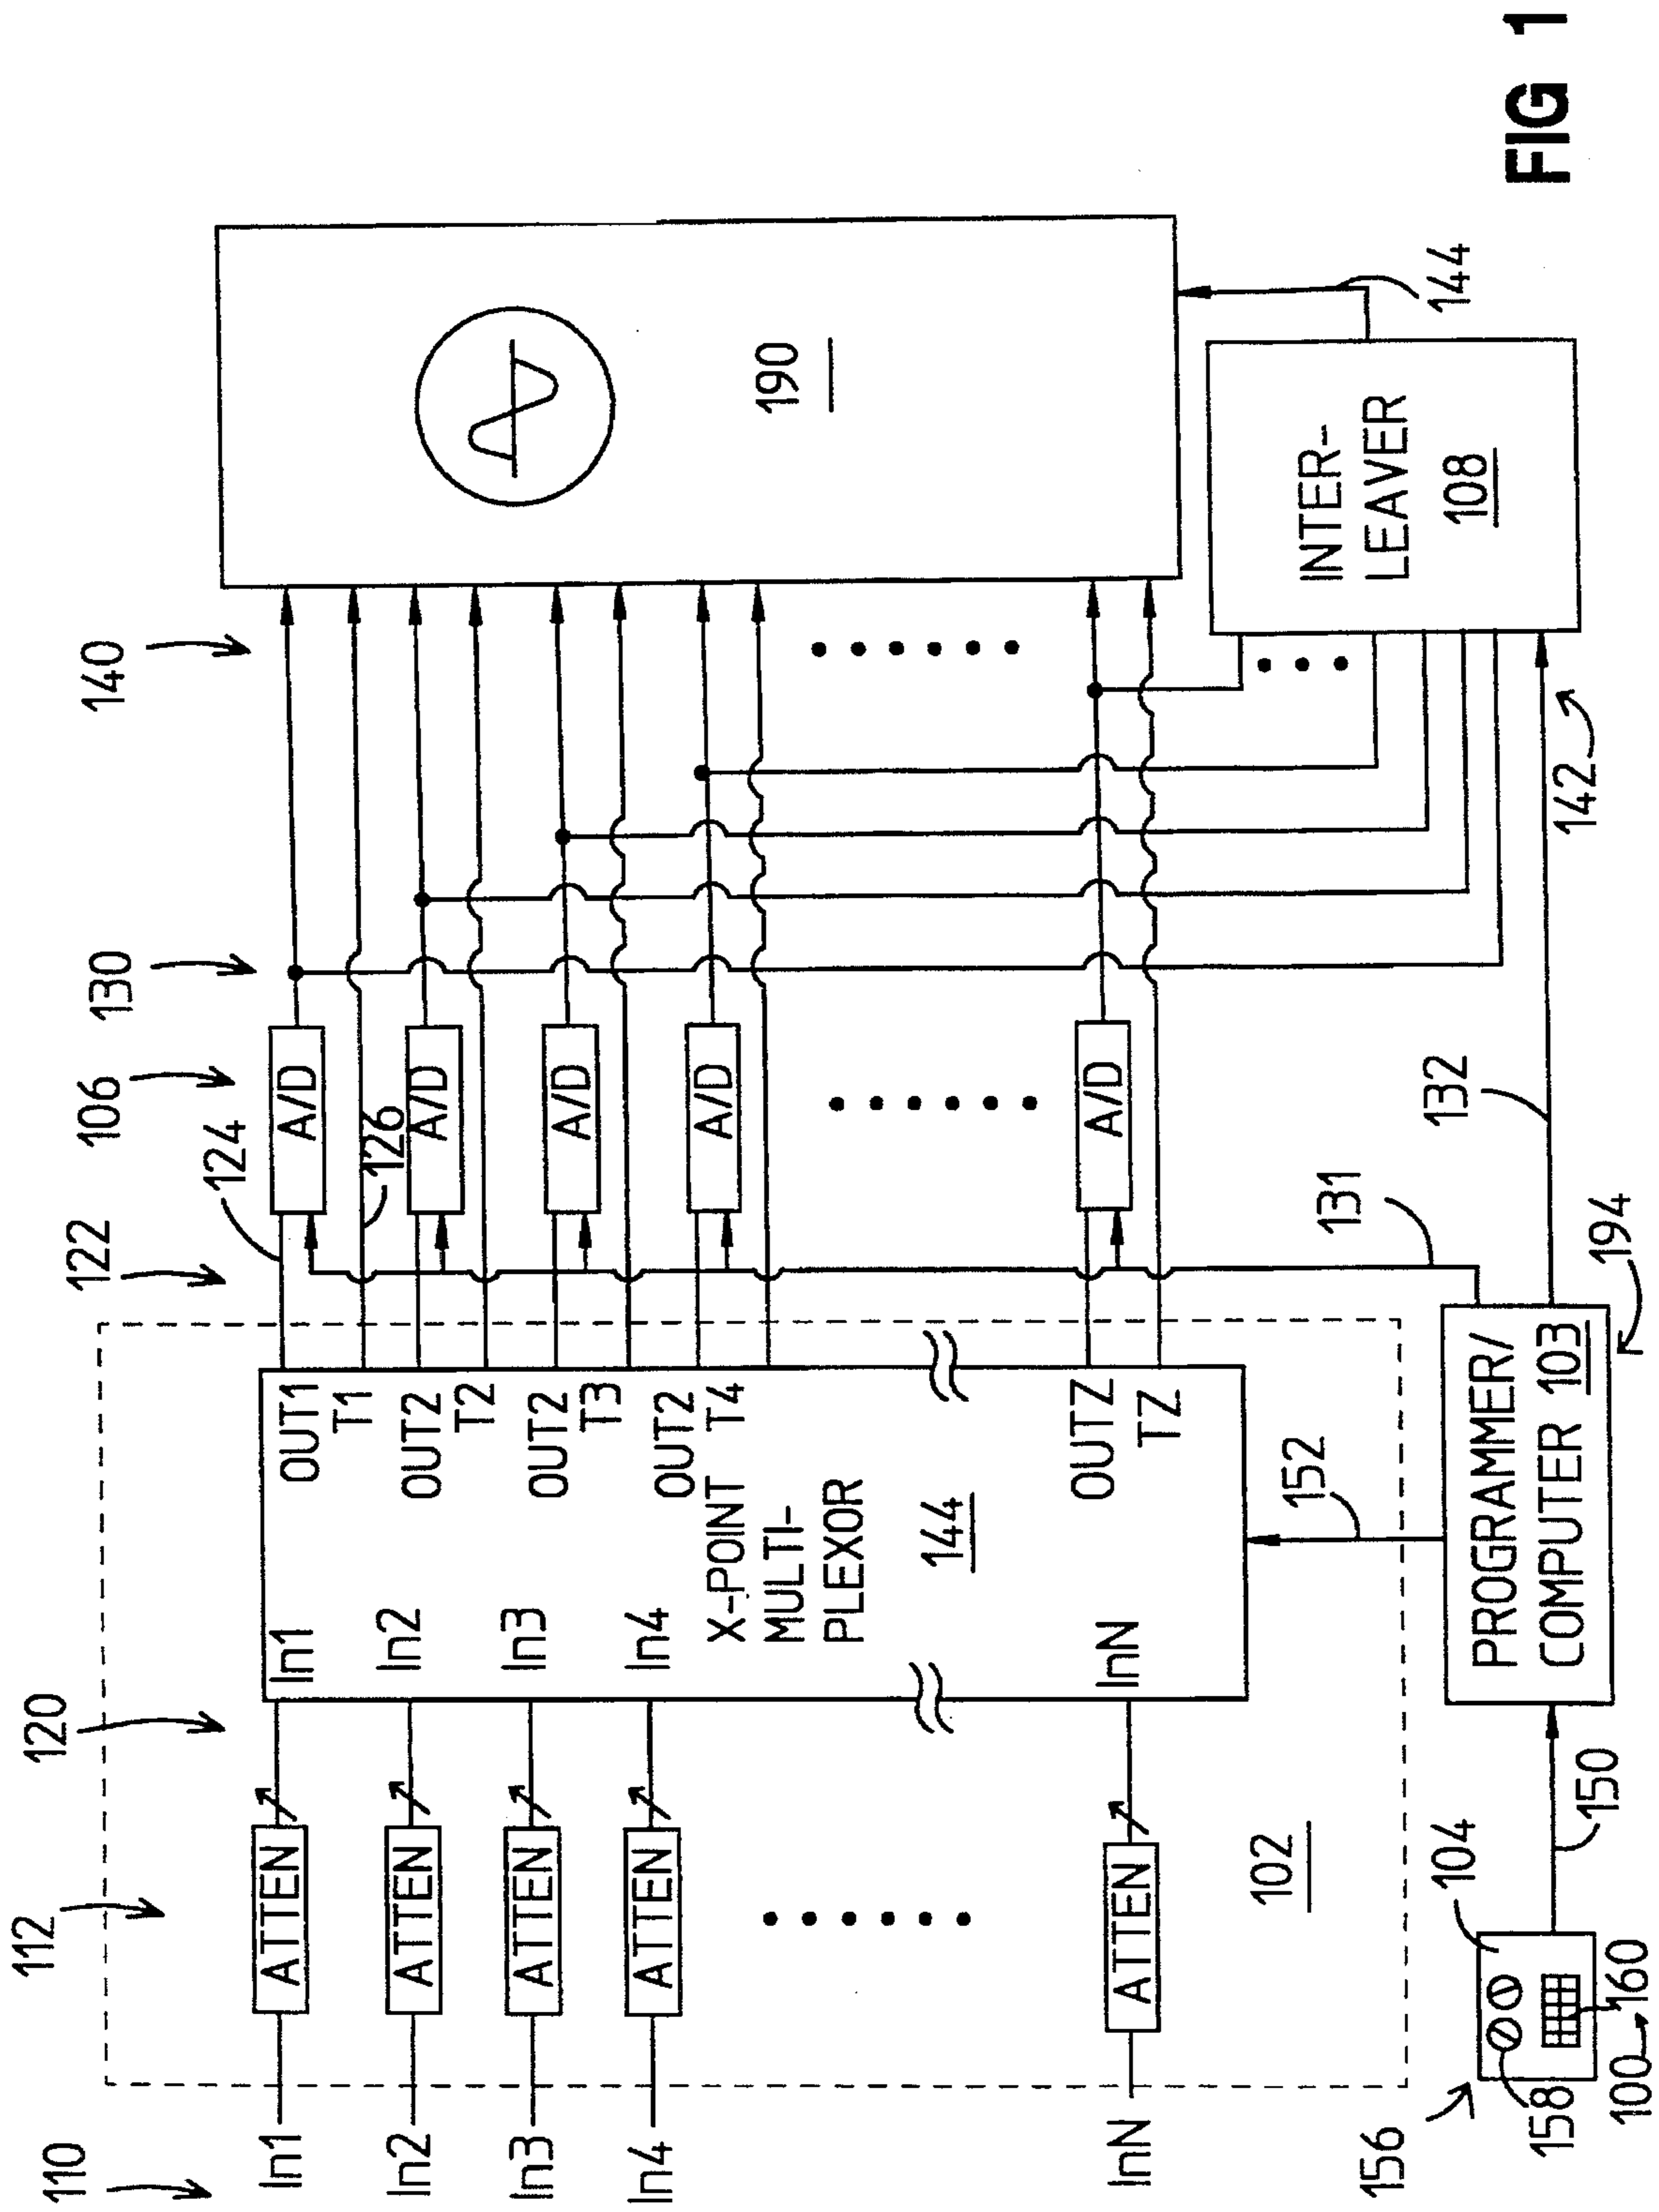 110
112
120
122
106
130
140
124
126
In1
In2
In3
In4
InN
ATTEN
ATTEN
ATTEN
ATTEN
ATTEN
In1
In2
In3
In4
InN
X-POINT
MULTI-
PLEXOR
144
OUT1
T1
OUT2
T2
OUT2
T3
OUT2
T4
OUTZ
TZ
A/D
A/D
A/D
A/D
A/D
190
102
152
131
132
142
INTER-
LEAVER
108
144
156
104
158
160
100
150
PROGRAMMER/
COMPUTER 103
194
FIG 1